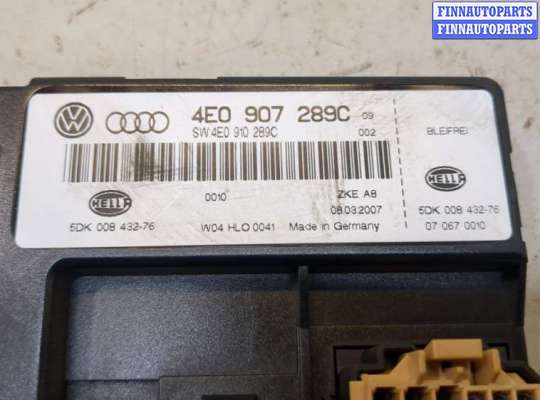 FINNAUTOPARTS
FINNAUTOPARTS
4E0 907 289C 09
SW:4E0 910 289C 002
BLEIFREI
HELLA
0010
ZKE A8
08.03.2007
HELLA
5DK 008 432-76
W04 HLO 0041 Made in Germany
5DK 008 432-76
07 067 0010